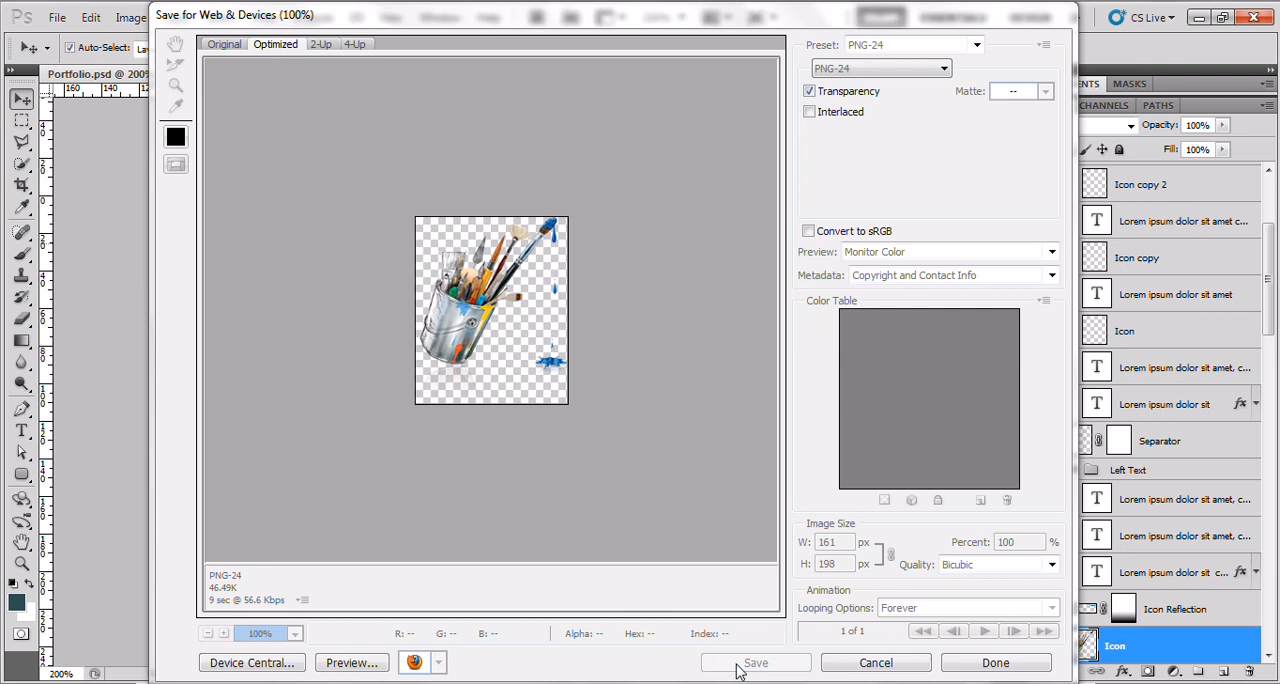 Ps
File
Edit
Image
CS Live
Auto-Select:
Portfolio.psd @ 200%
160
140
200%
Save for Web & Devices (100%)
Original
Optimized
2-Up
4-Up
PNG-24
46.49K
9 sec @ 56.6 Kbps
100%
R: --
G: --
B: --
Alpha: --
Hex: --
Index: --
Device Central...
Preview...
Save
Cancel
Done
Preset:
PNG-24
PNG-24
Transparency
Matte:
--
Interlaced
Convert to sRGB
Preview:
Monitor Color
Metadata:
Copyright and Contact Info
Color Table
Image Size
W:
161
px
Percent:
100
%
H:
198
px
Quality:
Bicubic
Animation
Looping Options:
Forever
1 of 1
MASKS
CHANNELS
PATHS
Opacity:
100%
Fill:
100%
Icon copy 2
Lorem ipsum dolor sit amet c...
Icon copy
Lorem ipsum dolor sit amet
Icon
Lorem ipsum dolor sit amet, c...
Lorem ipsum dolor sit
fx
Separator
Left Text
Lorem ipsum dolor sit amet, c...
Lorem ipsum dolor sit amet, c...
Lorem ipsum dolor sit c...
fx
Icon Reflection
Icon